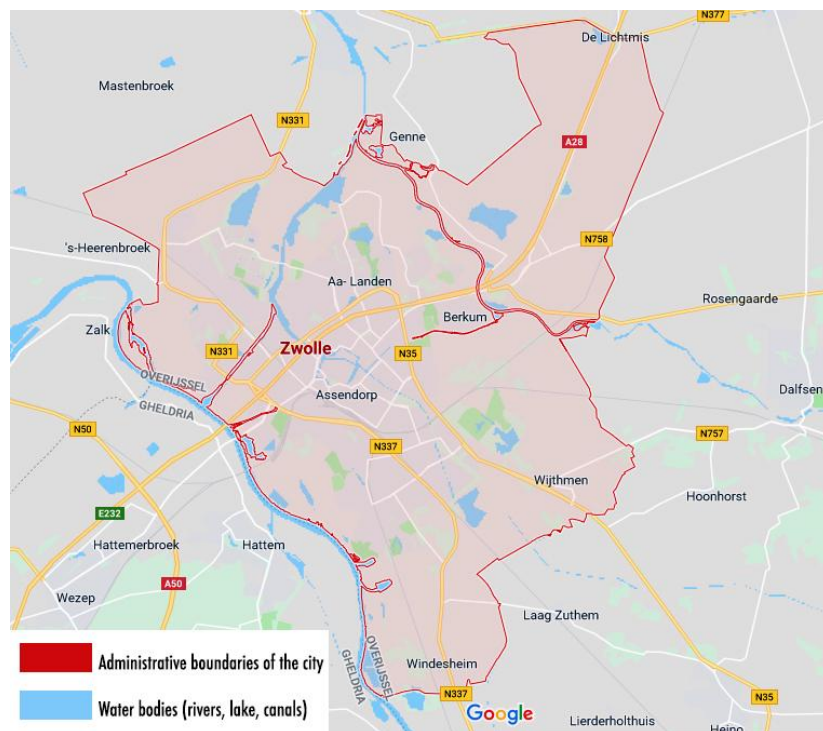 N377
De Lichtmis
Mastenbroek
N331
Genne
A28
N758
's-Heerenbroek
Aa- Landen
Rosengaarde
Zalk
Berkum
N331
Zwolle
N35
OVERIJSSEL
GHELDRIA
Assendorp
Dalfsen
N50
N337
N757
Wijthmen
Hoonhorst
E232
Hattemerbroek
Hattem
A50
Wezep
Laag Zuthem
Administrative boundaries of the city
OVERIJSSEL
GHELDRIA
Windesheim
N337
N35
Water bodies (rivers, lake, canals)
Google
Lierderholthuis
Heino